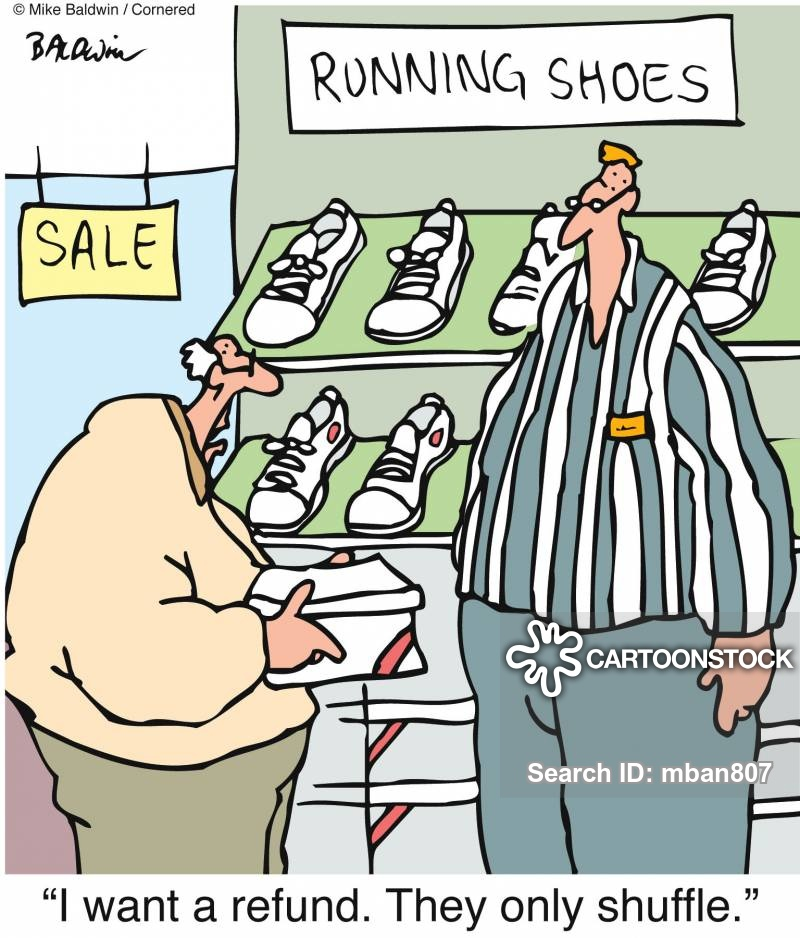 © Mike Baldwin / Cornered
BALDWin
RUNNING SHOES
SALE
CARTOONSTOCK
Search ID: mban807
“I want a refund. They only shuffle.”